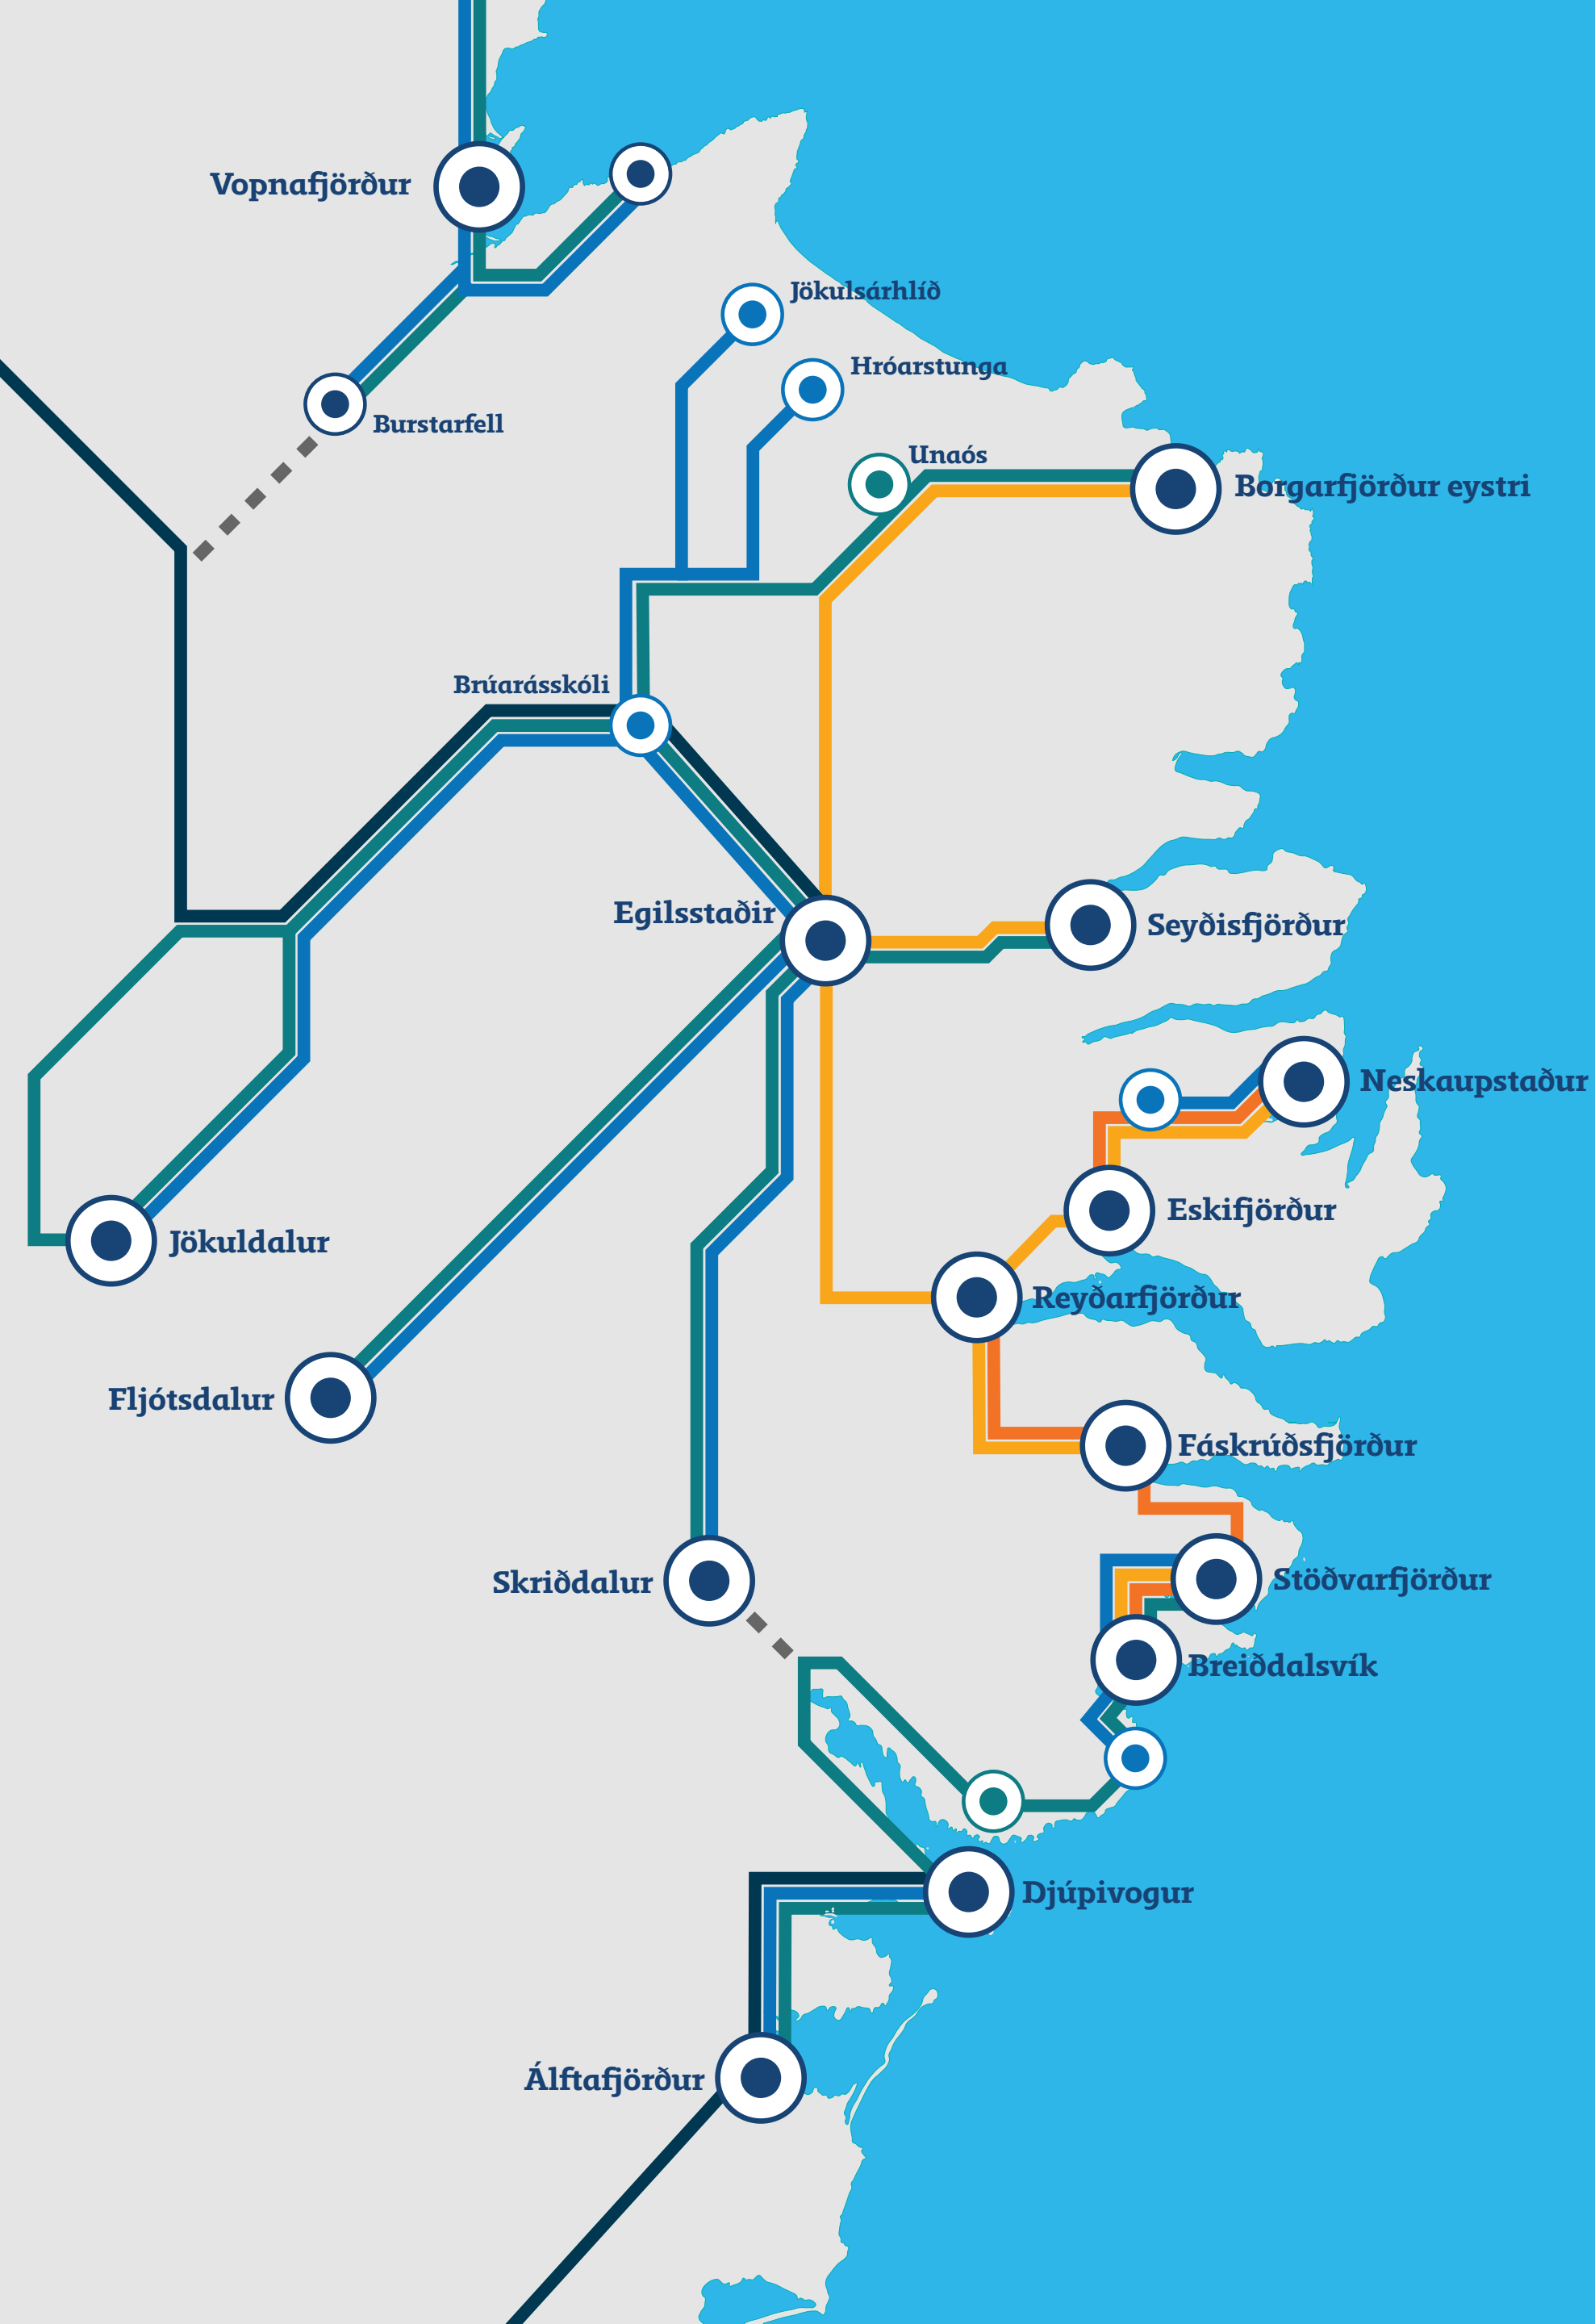 Vopnafjörður
Jökulsárhlíð
Hróarstunga
Burstarfell
Unaós
Borgarfjörður eystri
Brúarásskóli
Egilsstaðir
Seyðisfjörður
Neskaupstaður
Eskifjörður
Jökuldalur
Reyðarfjörður
Fljótsdalur
Fáskrúðsfjörður
Skriðdalur
Stöðvarfjörður
Breiðdalsvík
Djúpivogur
Álftafjörður